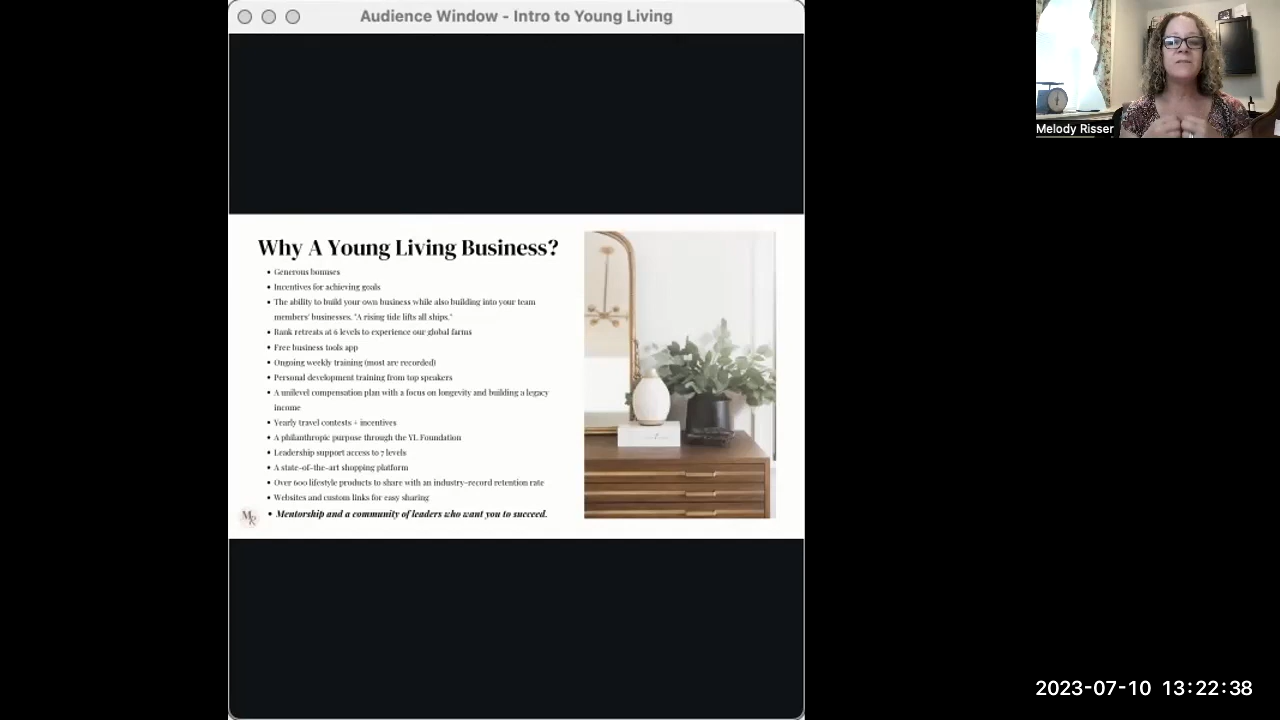 Audience Window - Intro to Young Living
Melody Risser
Why A Young Living Business?
• Generous bonuses
• Incentives for achieving goals
• The ability to build your own business while also building into your team
members' businesses. "A rising tide lifts all ships."
• Rank retreats at 6 levels to experience our global farms
• Free business tools app
• Ongoing weekly training (most are recorded)
• Personal development training from top speakers
• A unilevel compensation plan with a focus on longevity and building a legacy
income
• Yearly travel contests + incentives
• A philanthropic purpose through the YL Foundation
• Leadership support access to 7 levels
• A state-of-the-art shopping platform
• Over 600 lifestyle products to share with an industry-record retention rate
• Websites and custom links for easy sharing
• Mentorship and a community of leaders who want you to succeed.
MR
2023-07-10 13:22:38